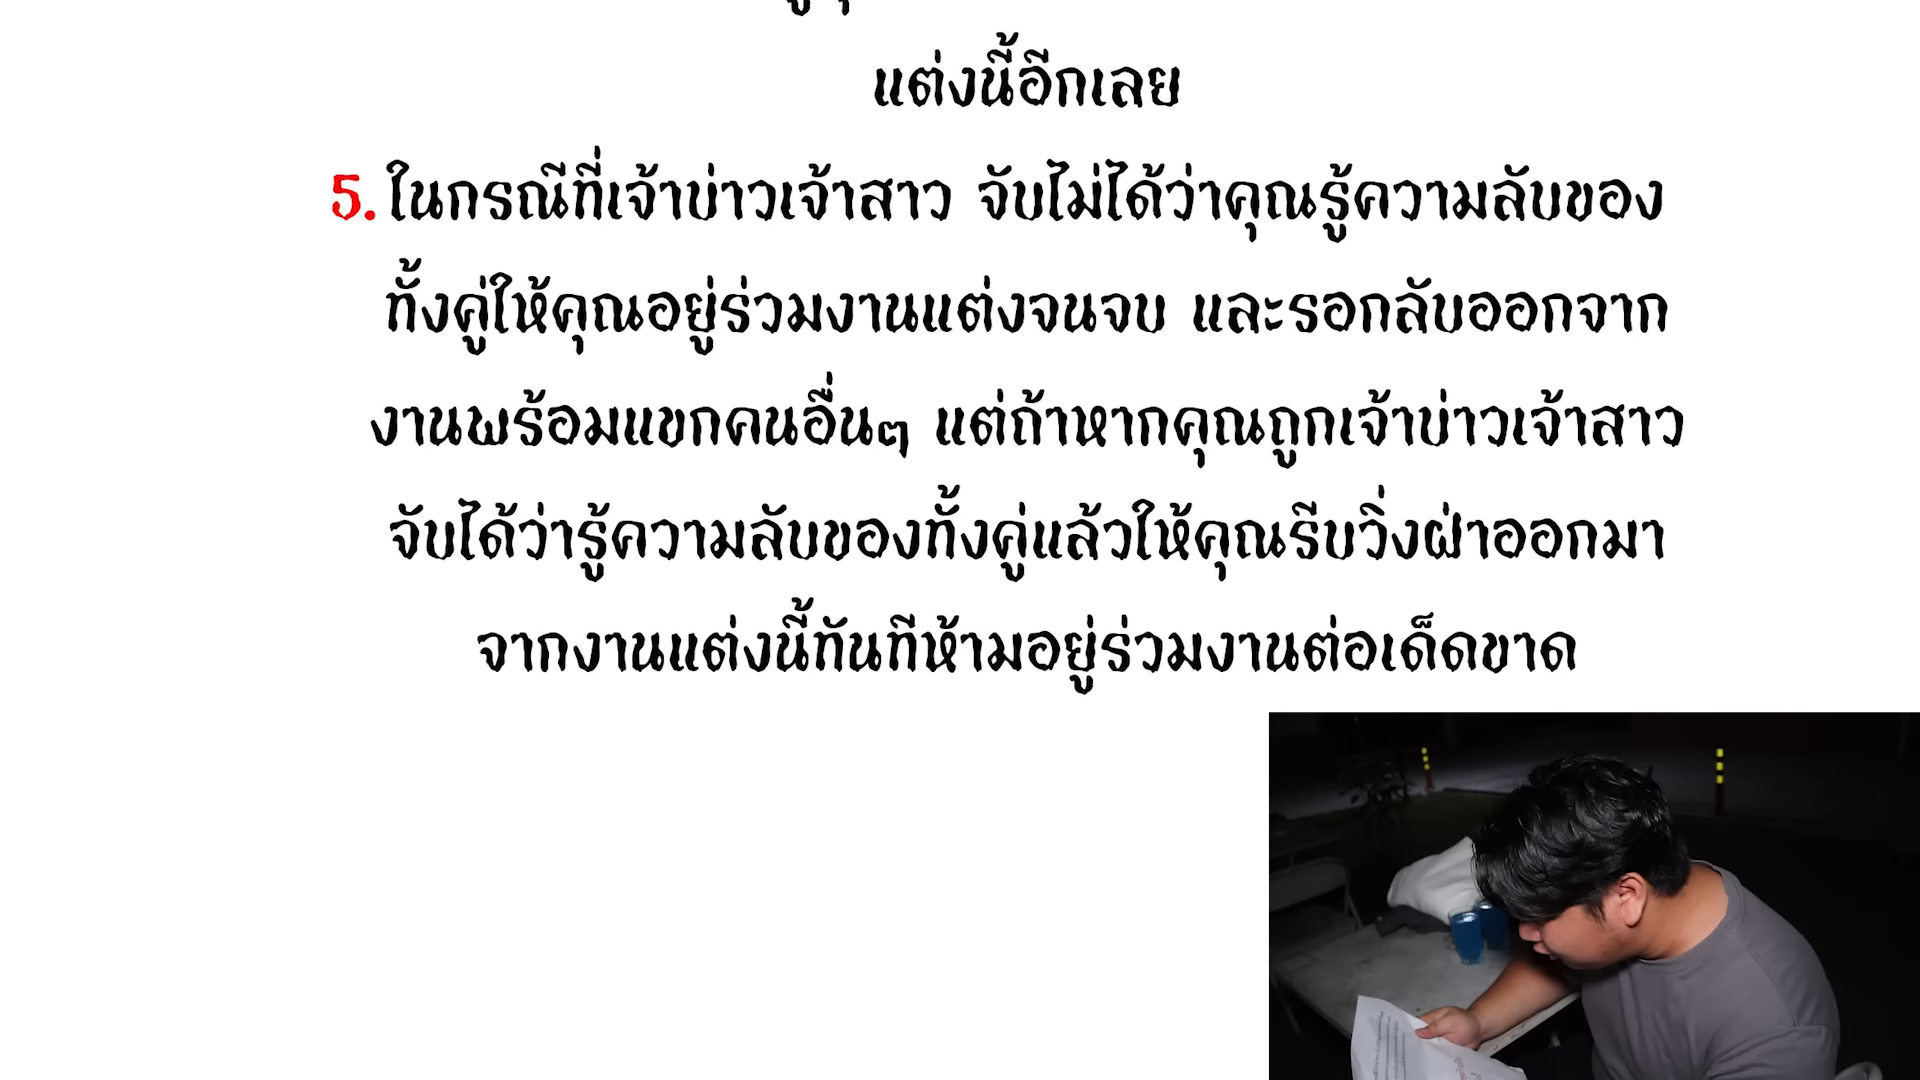 แต่งนี้อีกเลย
5. ในกรณีที่เจ้าบ่าวเจ้าสาว จับไม่ได้ว่าคุณรู้ความลับของ
ทั้งคู่ให้คุณอยู่ร่วมงานแต่งจนจบ และรอกลับออกจาก
งานพร้อมแขกคนอื่นๆ แต่ถ้าหากคุณถูกเจ้าบ่าวเจ้าสาว
จับได้ว่ารู้ความลับของทั้งคู่แล้วให้คุณรีบวิ่งฝ่าออกมา
จากงานแต่งนี้ทันทีห้ามอยู่ร่วมงานต่อเด็ดขาด